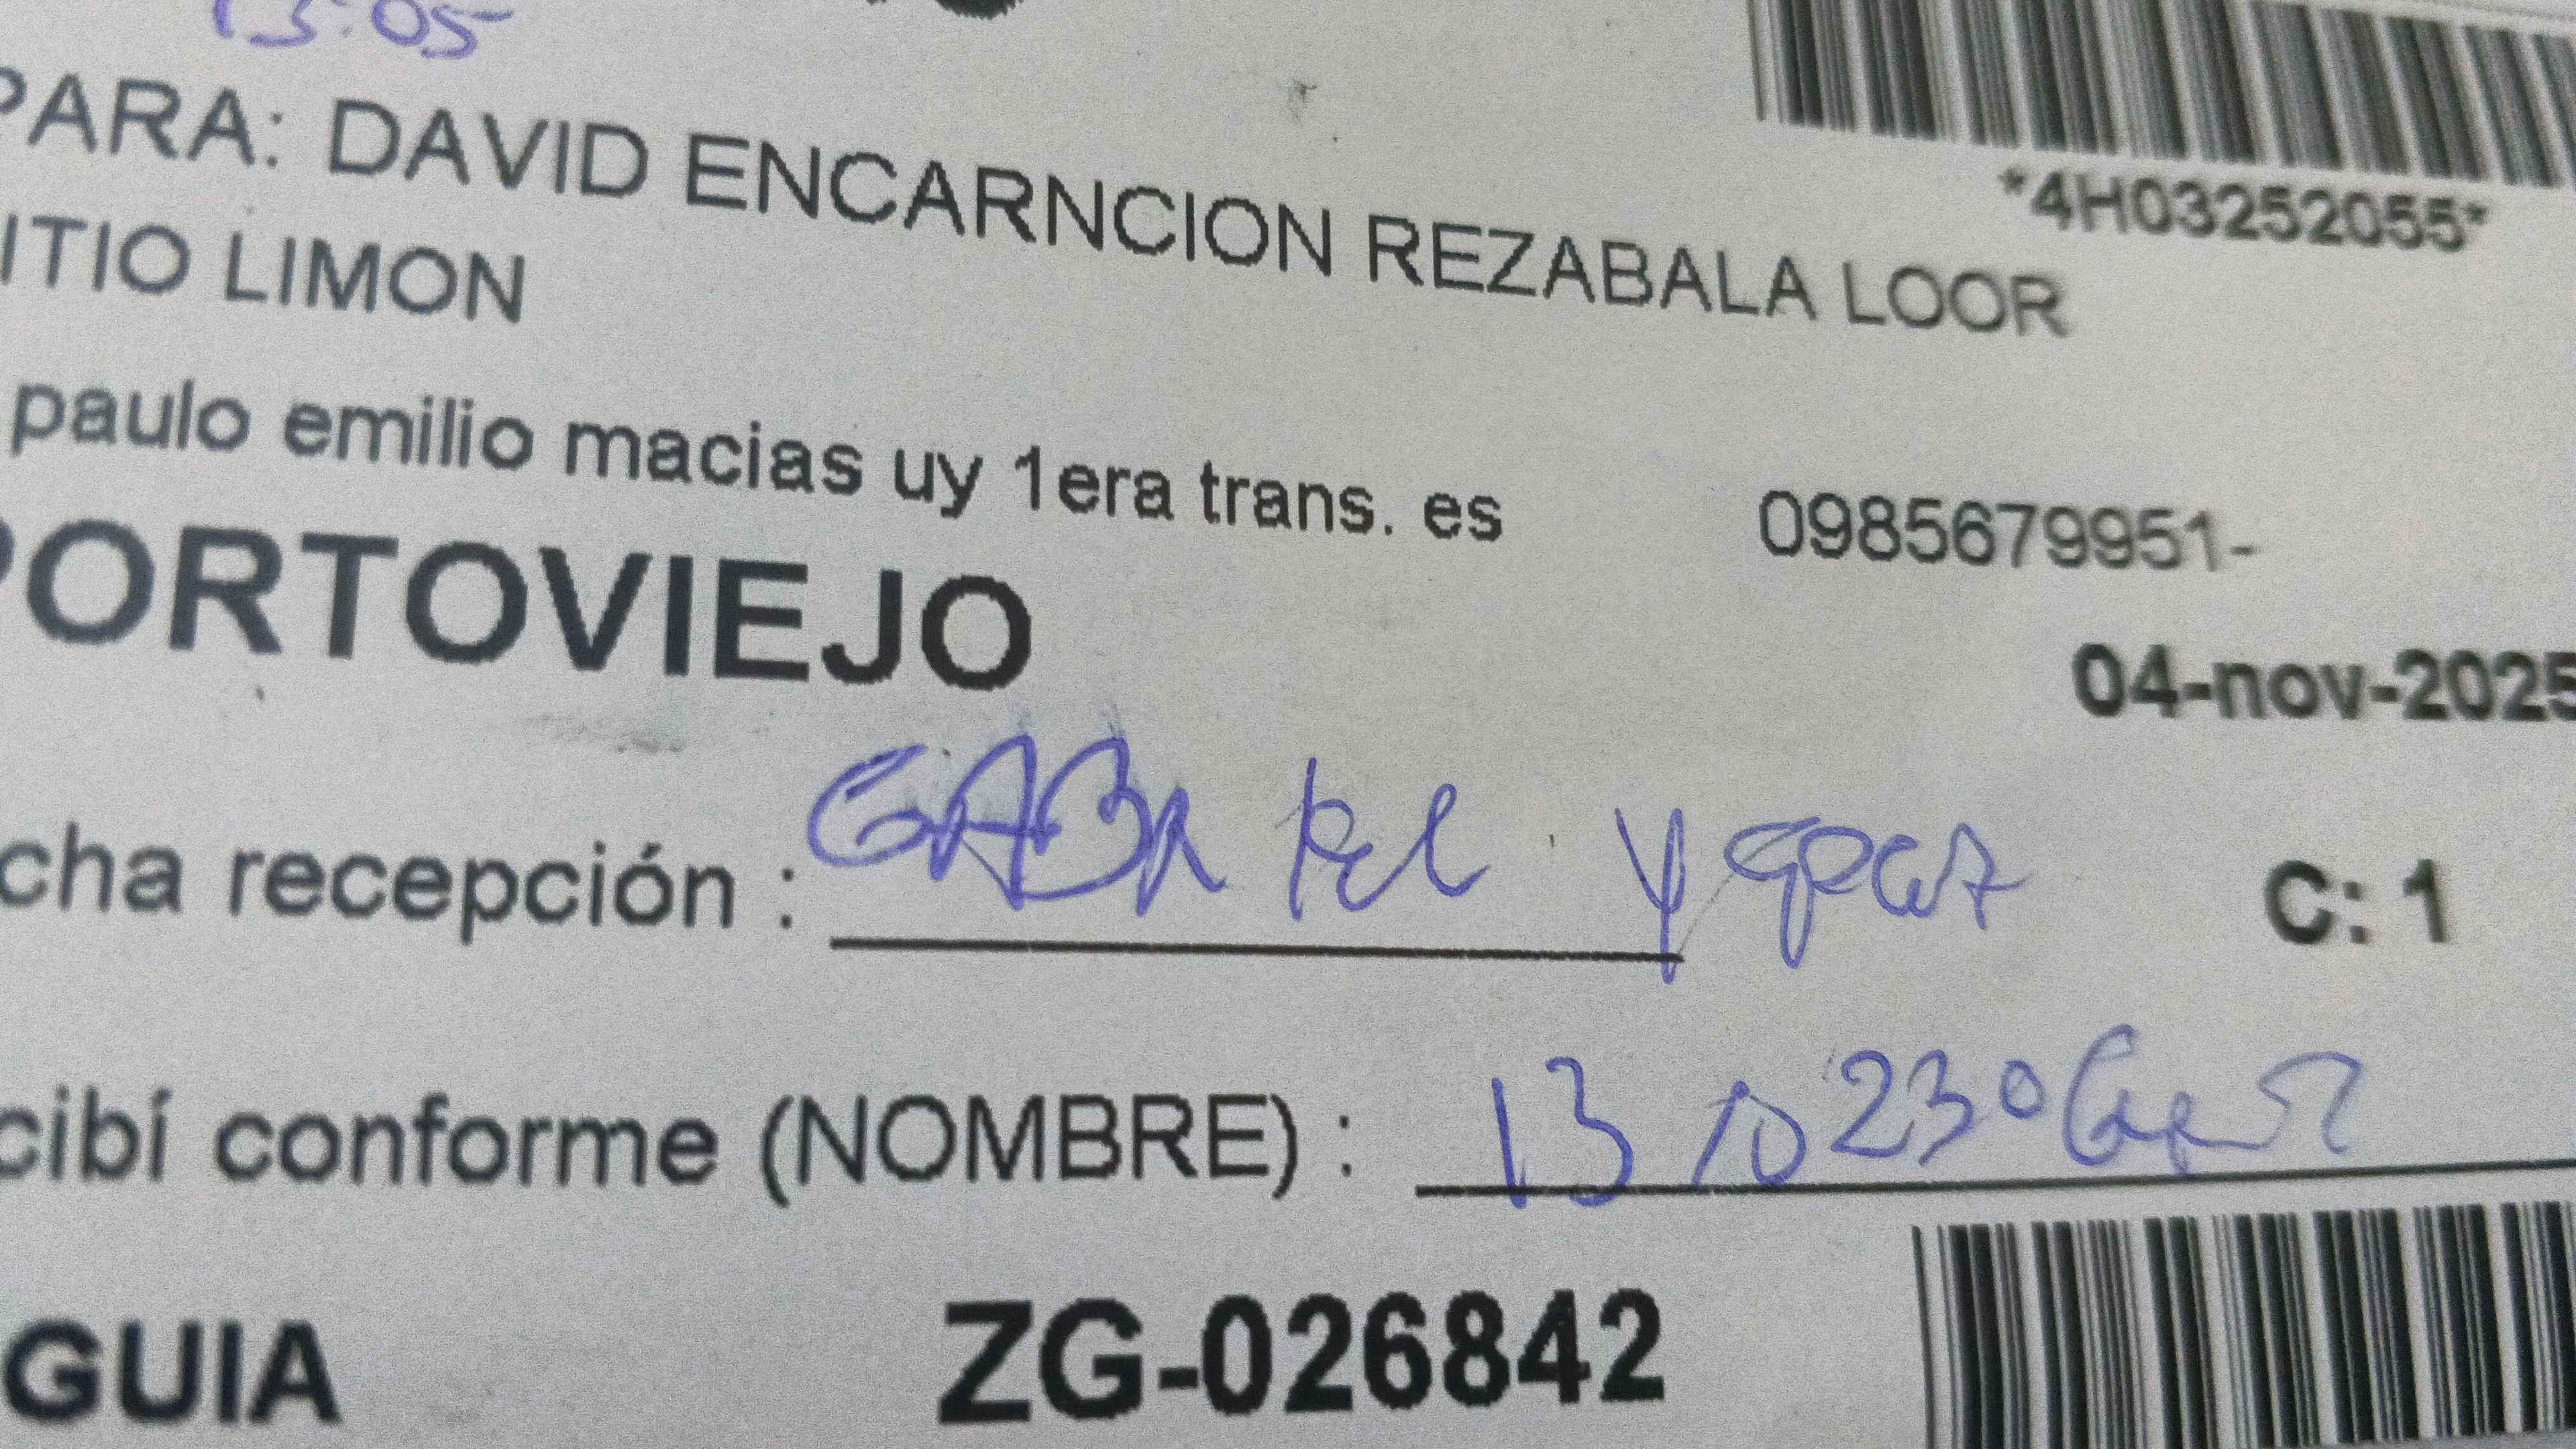 13:05
PARA: DAVID ENCARNCION REZABALA LOOR
*4H03252055*
ITIO LIMON
paulo emilio macias uy 1era trans. es 0985679951-
PORTOVIEJO
04-nov-2025
cha recepción : C: 1
cibí conforme (NOMBRE) :
GUIA ZG-026842